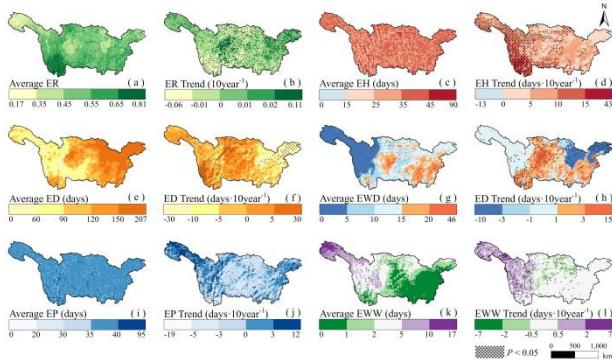 N
Average ER ( a )
0.17 0.35 0.45 0.55 0.65 0.81
ER Trend (10year⁻¹) ( b )
-0.06 -0.01 0 0.01 0.02 0.11
Average EH (days) ( c )
0 15 25 35 45 90
EH Trend (days·10year⁻¹) ( d )
-13 0 5 10 15 43
Average ED (days) ( e )
0 60 90 120 150 207
ED Trend (days·10year⁻¹) ( f )
-30 -10 -5 0 5 30
Average EWD (days) ( g )
0 5 10 15 20 46
ED Trend (days·10year⁻¹) ( h )
-10 -3 0 1 3 15
Average EP (days) ( i )
0 10 20 30 40 95
EP Trend (days·10year⁻¹) ( j )
-19 -5 -3 0 3 12
Average EWW (days) ( k )
0 1 2 5 10 17
EWW Trend (days·10year⁻¹) ( l )
-7 -2 -0.5 0 0.5 7
P < 0.05
0 500 1,000
km